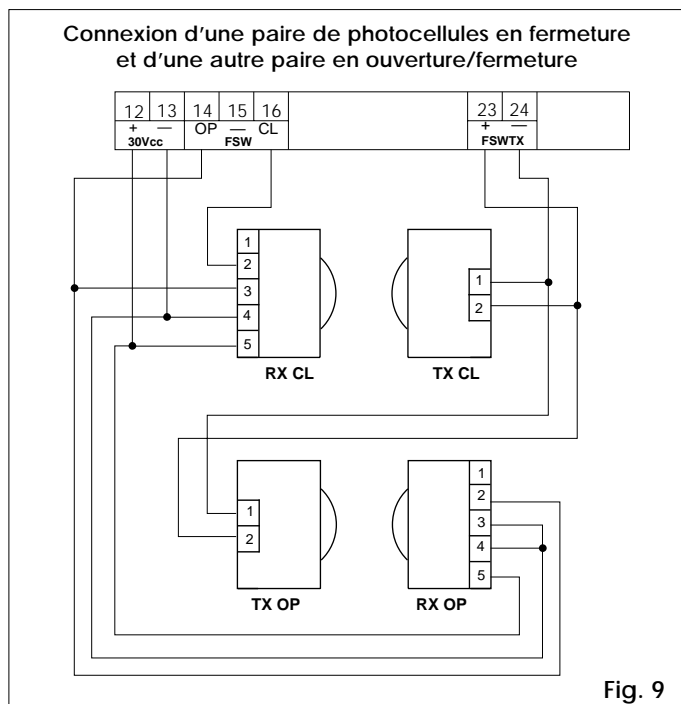 Connexion d'une paire de photocellules en fermeture
et d'une autre paire en ouverture/fermeture
12 13 14 15 16 23 24
+ — OP — CL + —
30Vcc FSW FSWTX
1
2
3
4
5
RX CL
1
2
TX CL
1
2
TX OP
1
2
3
4
5
RX OP
Fig. 9